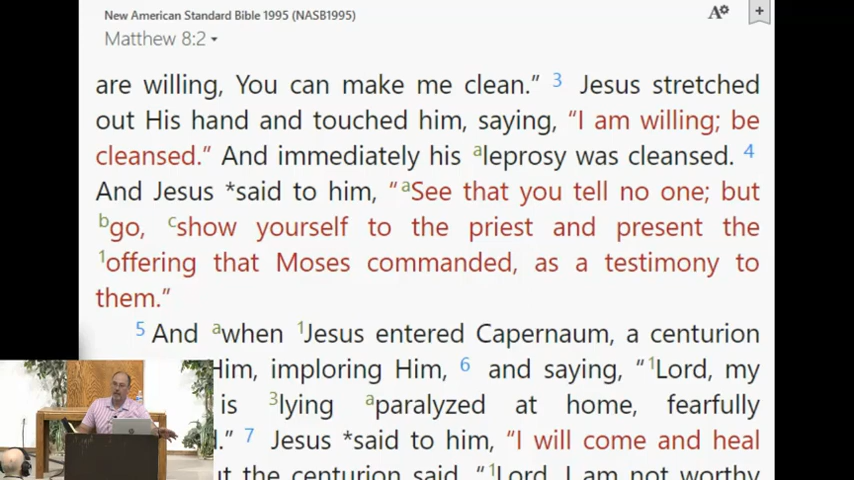 New American Standard Bible 1995 (NASB1995)
Matthew 8:2
are willing, You can make me clean.” 3 Jesus stretched
out His hand and touched him, saying, “I am willing; be
cleansed.” And immediately his aleprosy was cleansed. 4
And Jesus *said to him, “aSee that you tell no one; but
bgo, cshow yourself to the priest and present the
1offering that Moses commanded, as a testimony to
them.”
5 And awhen 1Jesus entered Capernaum, a centurion
Him, imploring Him, 6 and saying, “1Lord, my
is 3lying aparalyzed at home, fearfully
.” 7 Jesus *said to him, “I will come and heal
the centurion said, “1Lord, I am not worthy